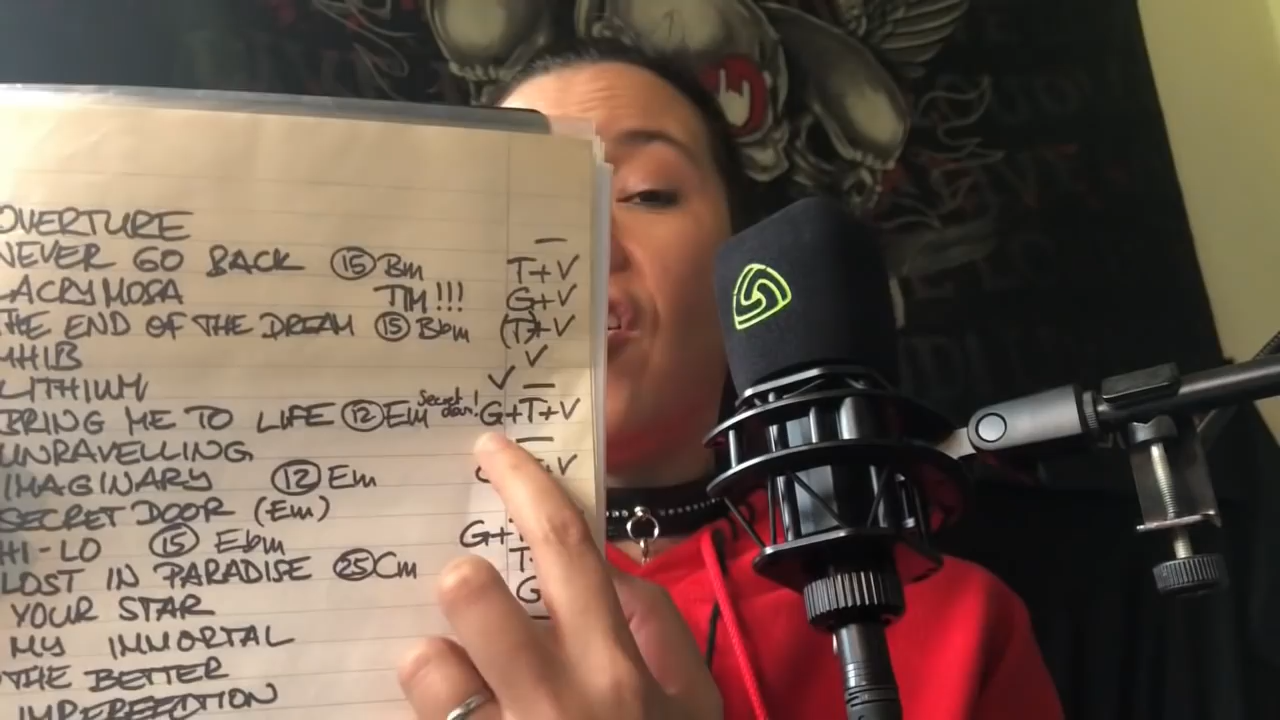 OVERTURE —
NEVER GO BACK 15 Bm T+V
LACRYMOSA TIM!!! G+V
THE END OF THE DREAM 15 Bbm (T)+V
MHIB V
LITHIUM V —
BRING ME TO LIFE 12 Em Secret door! G+T+V
UNRAVELLING —
IMAGINARY 12 Em V
SECRET DOOR (Em)
HI-LO 15 Ebm G+
LOST IN PARADISE 25 Cm T
YOUR STAR G
MY IMMORTAL
THE BETTER
IMPERFECTION